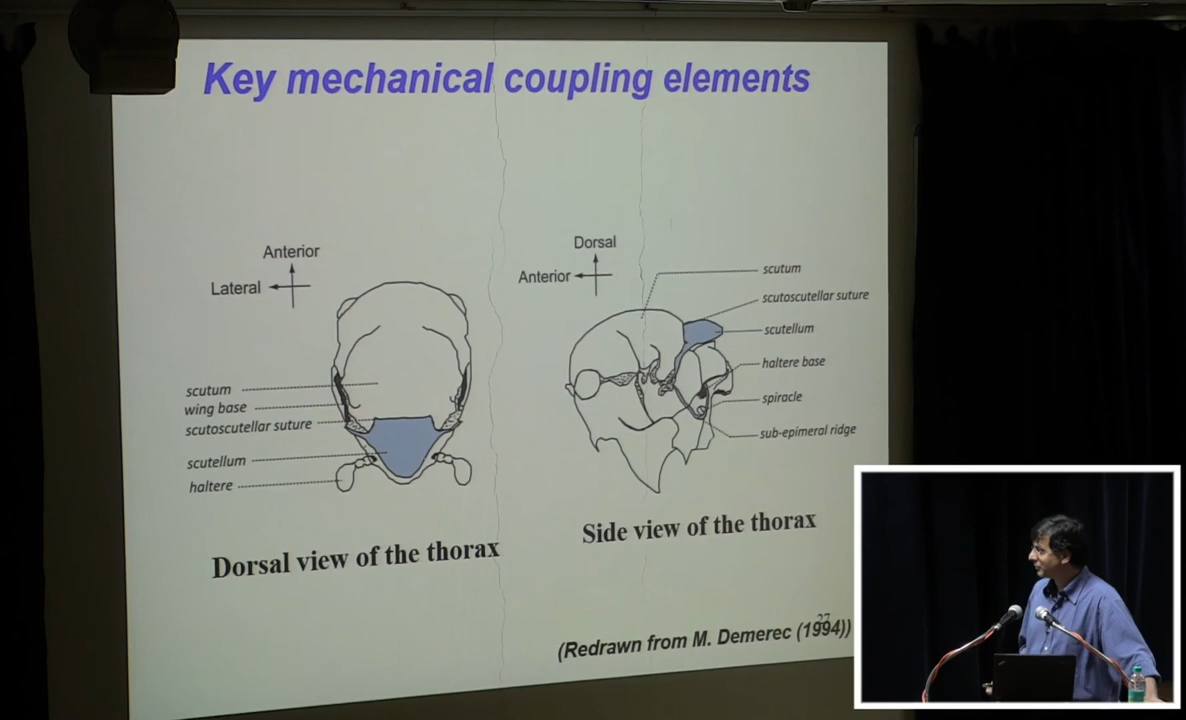 Key mechanical coupling elements
Anterior
Lateral
scutum
wing base
scutoscutellar suture
scutellum
haltere
Dorsal view of the thorax
Dorsal
Anterior
scutum
scutoscutellar suture
scutellum
haltere base
spiracle
sub-epimeral ridge
Side view of the thorax
27
(Redrawn from M. Demerec (1994))